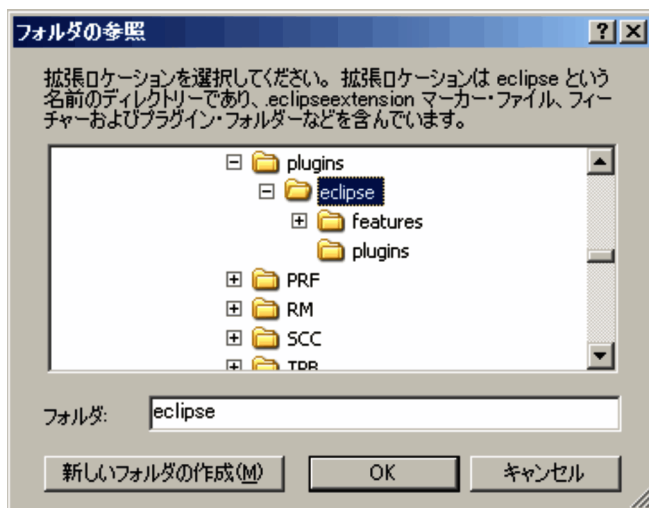 フォルダの参照
拡張ロケーションを選択してください。拡張ロケーションは eclipse という
名前のディレクトリーであり、.eclipseextension マーカー・ファイル、フィー
チャーおよびプラグイン・フォルダーなどを含んでいます。
plugins
eclipse
features
plugins
PRF
RM
SCC
TPB
フォルダ: eclipse
新しいフォルダの作成(M) OK キャンセル